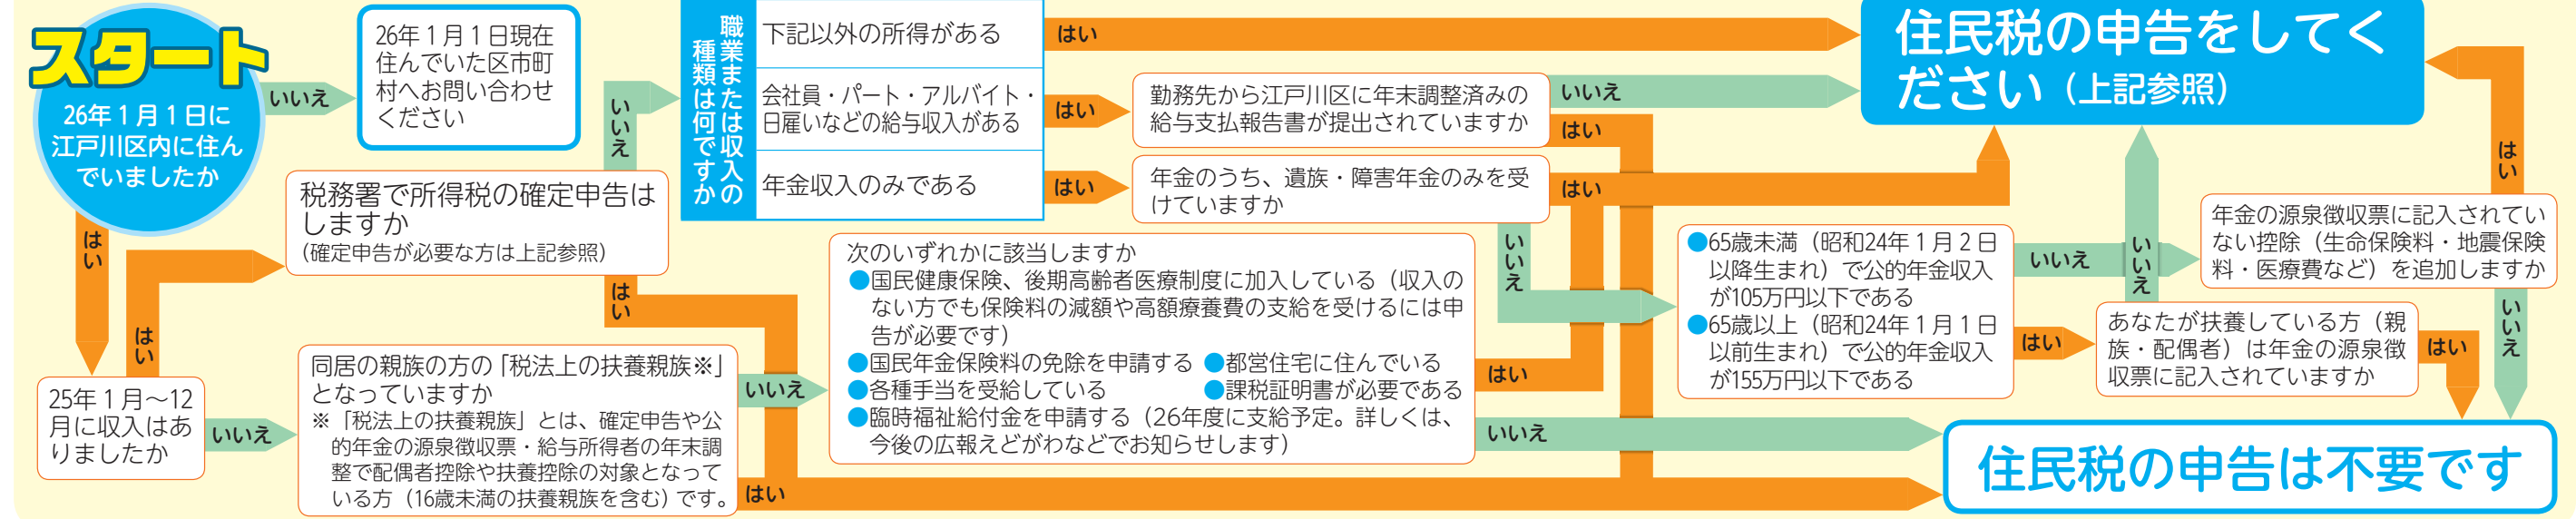 スタート
26年1月1日に
江戸川区内に住ん
でいましたか
いいえ
26年1月1日現在
住んでいた区市町
村へお問い合わせ
ください
はい
25年1月～12
月に収入はあ
りましたか
はい
税務署で所得税の確定申告は
しますか
(確定申告が必要な方は上記参照)
いいえ
はい
いいえ
同居の親族の方の「税法上の扶養親族※」
となっていますか
※「税法上の扶養親族」とは、確定申告や公
的年金の源泉徴収票・給与所得者の年末調
整で配偶者控除や扶養控除の対象となって
いる方（16歳未満の扶養親族を含む）です。
いいえ
はい
職業または収入の
種類は何ですか
下記以外の所得がある
はい
会社員・パート・アルバイト・
日雇いなどの給与収入がある
はい
勤務先から江戸川区に年末調整済みの
給与支払報告書が提出されていますか
いいえ
はい
年金収入のみである
はい
年金のうち、遺族・障害年金のみを受
けていますか
はい
いいえ
次のいずれかに該当しますか
●国民健康保険、後期高齢者医療制度に加入している（収入の
ない方でも保険料の減額や高額療養費の支給を受けるには申
告が必要です）
●国民年金保険料の免除を申請する ●都営住宅に住んでいる
●各種手当を受給している ●課税証明書が必要である
●臨時福祉給付金を申請する（26年度に支給予定。詳しくは、
今後の広報えどがわなどでお知らせします）
はい
いいえ
●65歳未満（昭和24年1月2日
以降生まれ）で公的年金収入
が105万円以下である
●65歳以上（昭和24年1月1日
以前生まれ）で公的年金収入
が155万円以下である
いいえ
はい
年金の源泉徴収票に記入されてい
ない控除（生命保険料・地震保険
料・医療費など）を追加しますか
はい
いいえ
あなたが扶養している方（親
族・配偶者）は年金の源泉徴
収票に記入されていますか
いいえ
はい
住民税の申告をしてく
ださい（上記参照）
住民税の申告は不要です